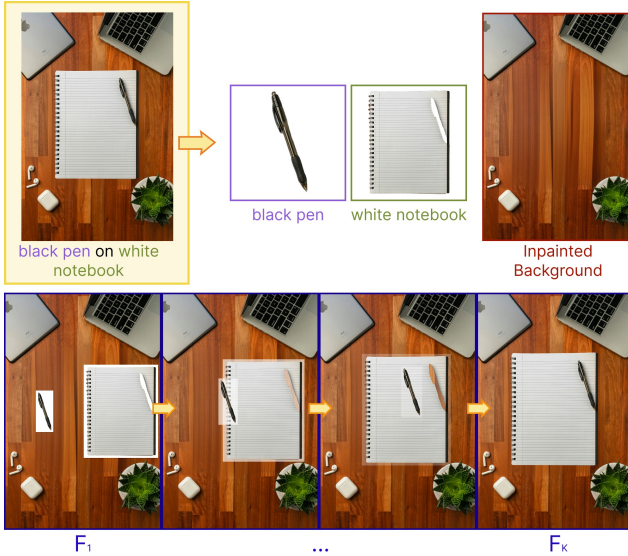 black pen on white
notebook
black pen
white notebook
Inpainted
Background
F₁
...
Fₖ